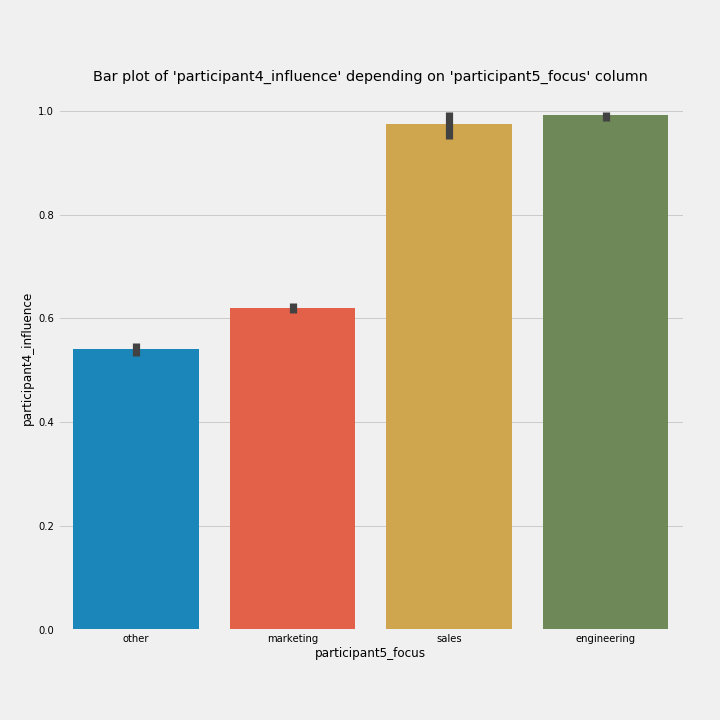 Bar plot of 'participant4_influence' depending on 'participant5_focus' column
participant4_influence
1.0
0.8
0.6
0.4
0.2
0.0
other marketing sales engineering
participant5_focus